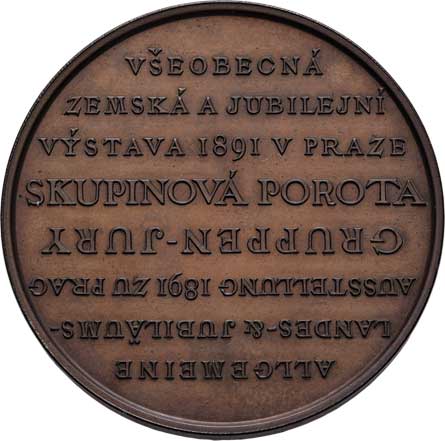 VŠEOBECNÁ
ZEMSKÁ A JUBILEJNÍ
VÝSTAVA 1891 V PRAZE
SKUPINOVÁ POROTA
ALLGEMEINE
LANDES-& JUBILÄUMS-
AUSSTELLUNG 1891 ZU PRAG
GRUPPEN-JURY